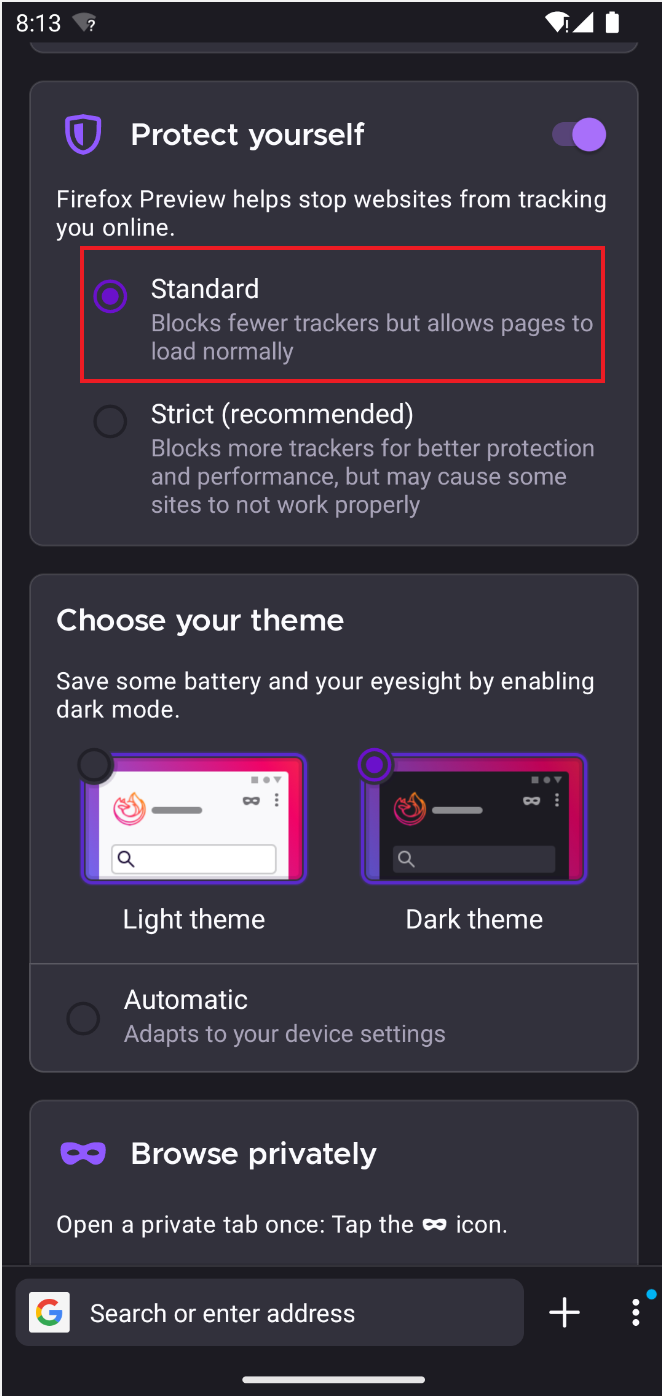 8:13
Protect yourself
Firefox Preview helps stop websites from tracking
you online.
Standard
Blocks fewer trackers but allows pages to
load normally
Strict (recommended)
Blocks more trackers for better protection
and performance, but may cause some
sites to not work properly
Choose your theme
Save some battery and your eyesight by enabling
dark mode.
Light theme
Dark theme
Automatic
Adapts to your device settings
Browse privately
Open a private tab once: Tap the icon.
Search or enter address